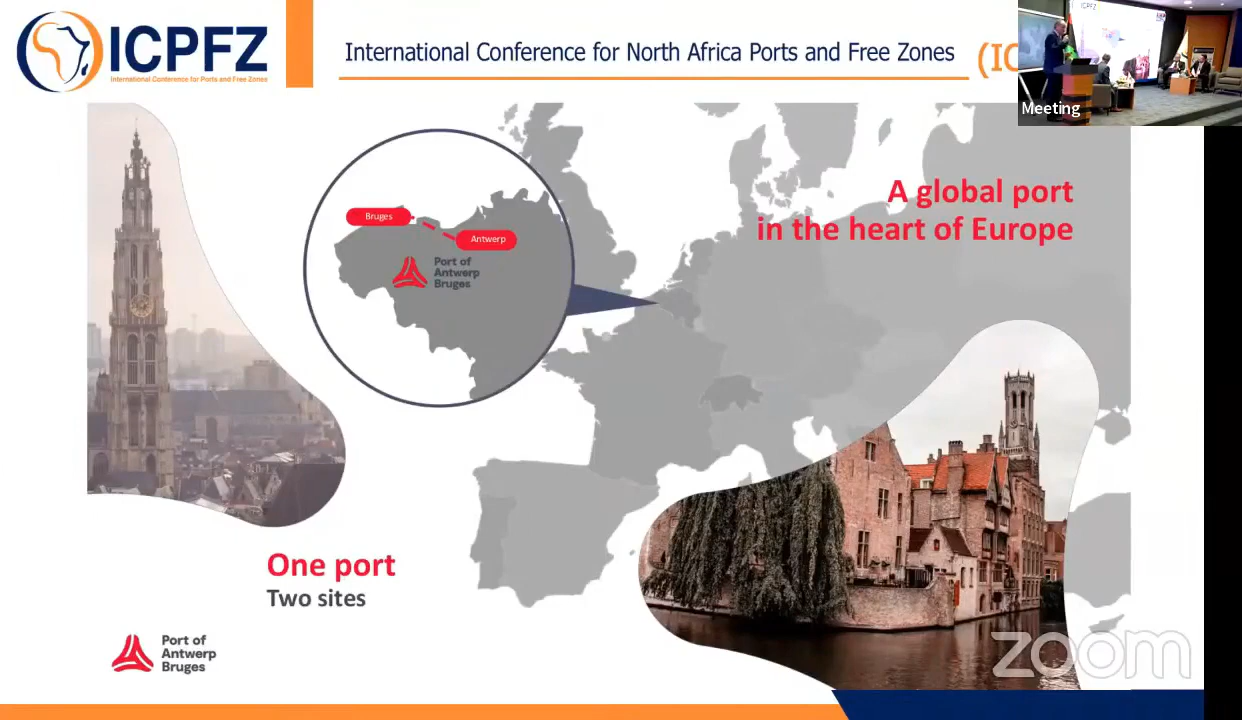 ICPFZ
International Conference for Ports and Free Zones
International Conference for North Africa Ports and Free Zones
(IC
Meeting
A global port
in the heart of Europe
Bruges
Antwerp
Port of
Antwerp
Bruges
One port
Two sites
Port of
Antwerp
Bruges
zoom